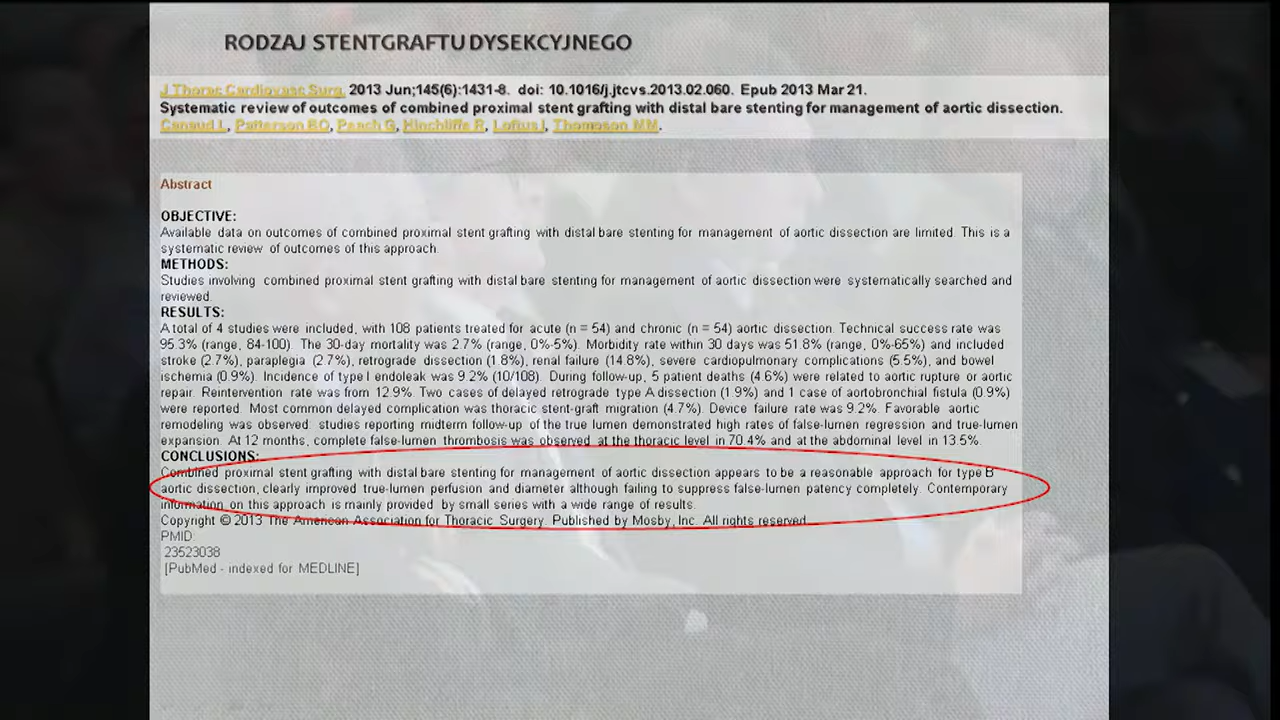 RODZAJ STENTGRAFTU DYSEKCYJNEGO
J Thorac Cardiovasc Surg. 2013 Jun;145(6):1431-8. doi: 10.1016/j.jtcvs.2013.02.060. Epub 2013 Mar 21.
Systematic review of outcomes of combined proximal stent grafting with distal bare stenting for management of aortic dissection.
Canaud L, Patterson BO, Peach G, Hinchliffe R, Loftus I, Thompson MM.
Abstract
OBJECTIVE:
Available data on outcomes of combined proximal stent grafting with distal bare stenting for management of aortic dissection are limited. This is a
systematic review of outcomes of this approach.
METHODS:
Studies involving combined proximal stent grafting with distal bare stenting for management of aortic dissection were systematically searched and
reviewed.
RESULTS:
A total of 4 studies were included, with 108 patients treated for acute (n = 54) and chronic (n = 54) aortic dissection. Technical success rate was
95.3% (range, 84-100). The 30-day mortality was 2.7% (range, 0%-5%). Morbidity rate within 30 days was 51.8% (range, 0%-65%) and included
stroke (2.7%), paraplegia (2.7%), retrograde dissection (1.8%), renal failure (14.8%), severe cardiopulmonary complications (5.5%), and bowel
ischemia (0.9%). Incidence of type I endoleak was 9.2% (10/108). During follow-up, 5 patient deaths (4.6%) were related to aortic rupture or aortic
repair. Reintervention rate was from 12.9%. Two cases of delayed retrograde type A dissection (1.9%) and 1 case of aortobronchial fistula (0.9%)
were reported. Most common delayed complication was thoracic stent-graft migration (4.7%). Device failure rate was 9.2%. Favorable aortic
remodeling was observed: studies reporting midterm follow-up of the true lumen demonstrated high rates of false-lumen regression and true-lumen
expansion. At 12 months, complete false-lumen thrombosis was observed at the thoracic level in 70.4% and at the abdominal level in 13.5%.
CONCLUSIONS:
Combined proximal stent grafting with distal bare stenting for management of aortic dissection appears to be a reasonable approach for type B
aortic dissection, clearly improved true-lumen perfusion and diameter although failing to suppress false-lumen patency completely. Contemporary
information on this approach is mainly provided by small series with a wide range of results.
Copyright © 2013 The American Association for Thoracic Surgery. Published by Mosby, Inc. All rights reserved.
PMID
23523038
[PubMed - indexed for MEDLINE]